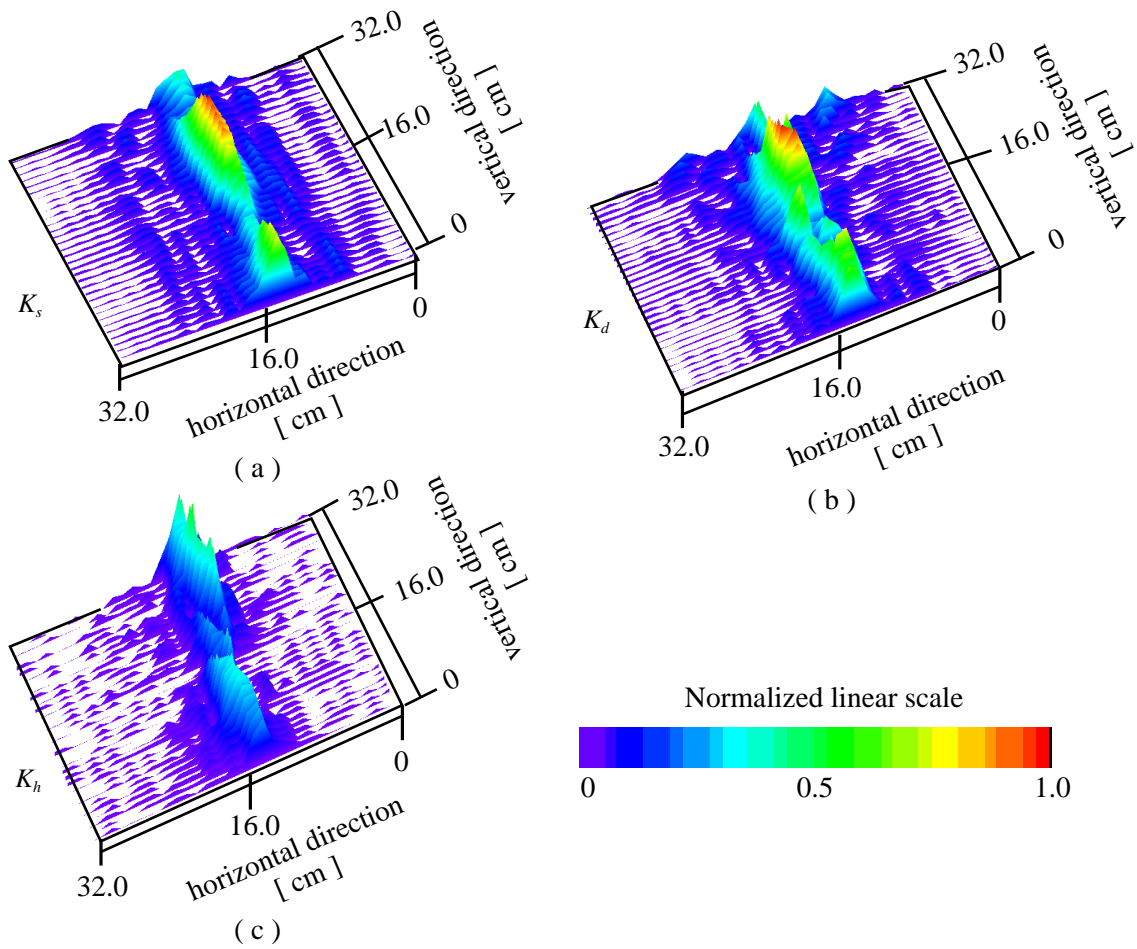 32.0
vertical direction
[ cm ]
16.0
0
K_s
0
16.0
32.0
horizontal direction
[ cm ]
( a )
32.0
vertical direction
[ cm ]
16.0
0
K_d
0
16.0
32.0
horizontal direction
[ cm ]
( b )
32.0
vertical direction
[ cm ]
16.0
0
K_h
0
16.0
32.0
horizontal direction
[ cm ]
( c )
Normalized linear scale
0 0.5 1.0